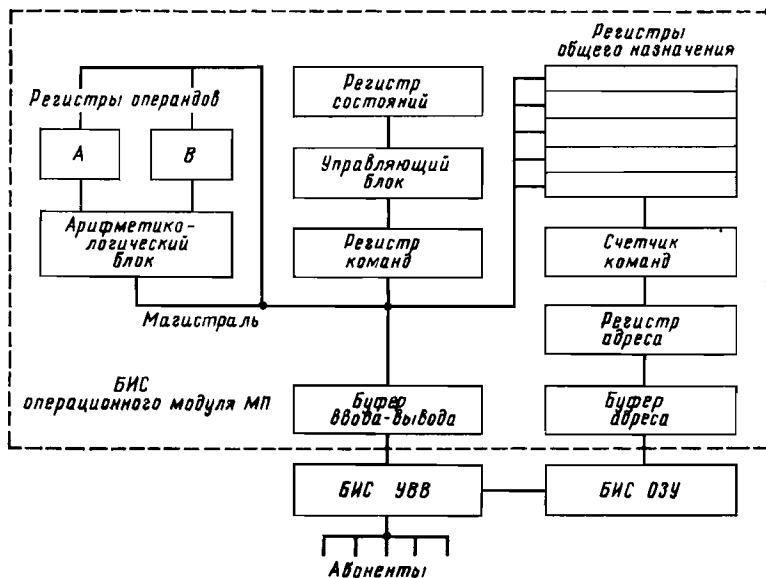 Регистры
общего назначения
Регистры операндов
А
В
Регистр
состояний
Управляющий
блок
Арифметико-
логический
блок
Регистр
команд
Счетчик
команд
Магистраль
Регистр
адреса
БИС
операционного модуля МП
Буфер
ввода-вывода
Буфер
адреса
БИС УВВ
БИС ОЗУ
Абоненты